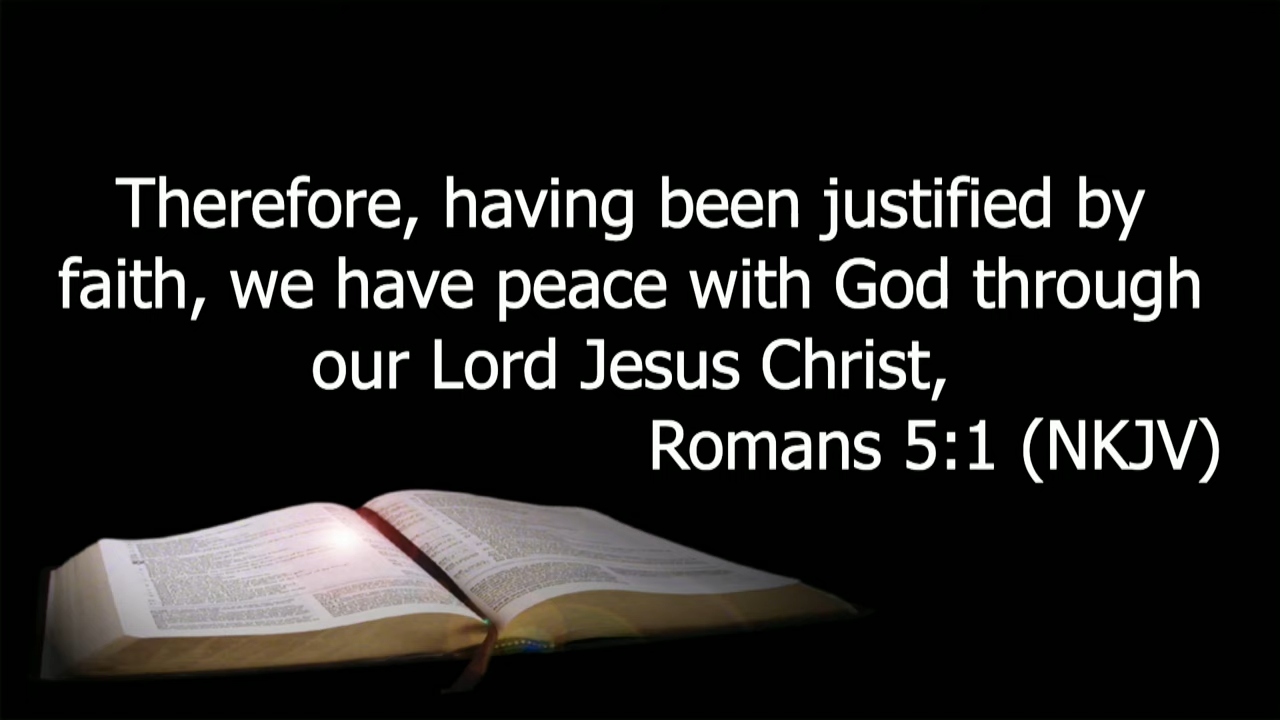 Therefore, having been justified by
faith, we have peace with God through
our Lord Jesus Christ,
Romans 5:1 (NKJV)